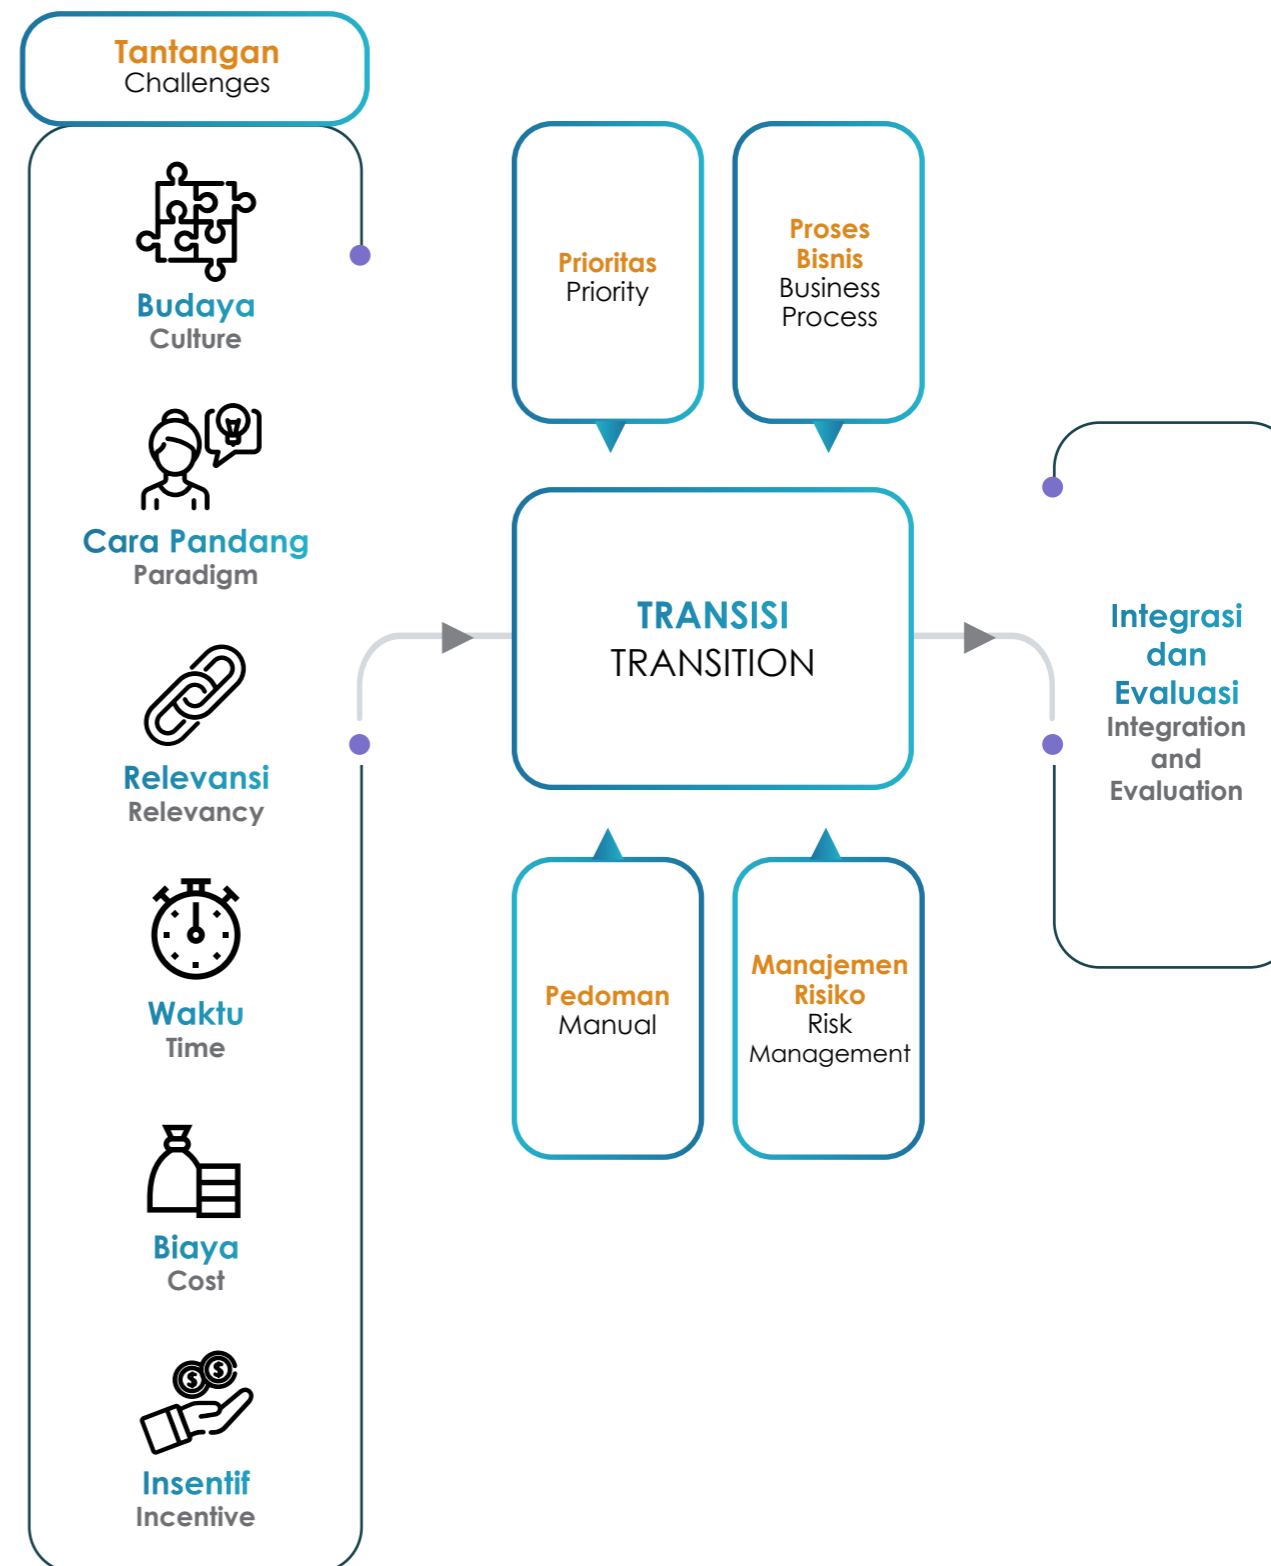 Tantangan
Challenges
Budaya
Culture
Cara Pandang
Paradigm
Relevansi
Relevancy
Waktu
Time
Biaya
Cost
Insentif
Incentive
Prioritas
Priority
Proses
Bisnis
Business
Process
TRANSISI
TRANSITION
Pedoman
Manual
Manajemen
Risiko
Risk
Management
Integrasi
dan
Evaluasi
Integration
and
Evaluation